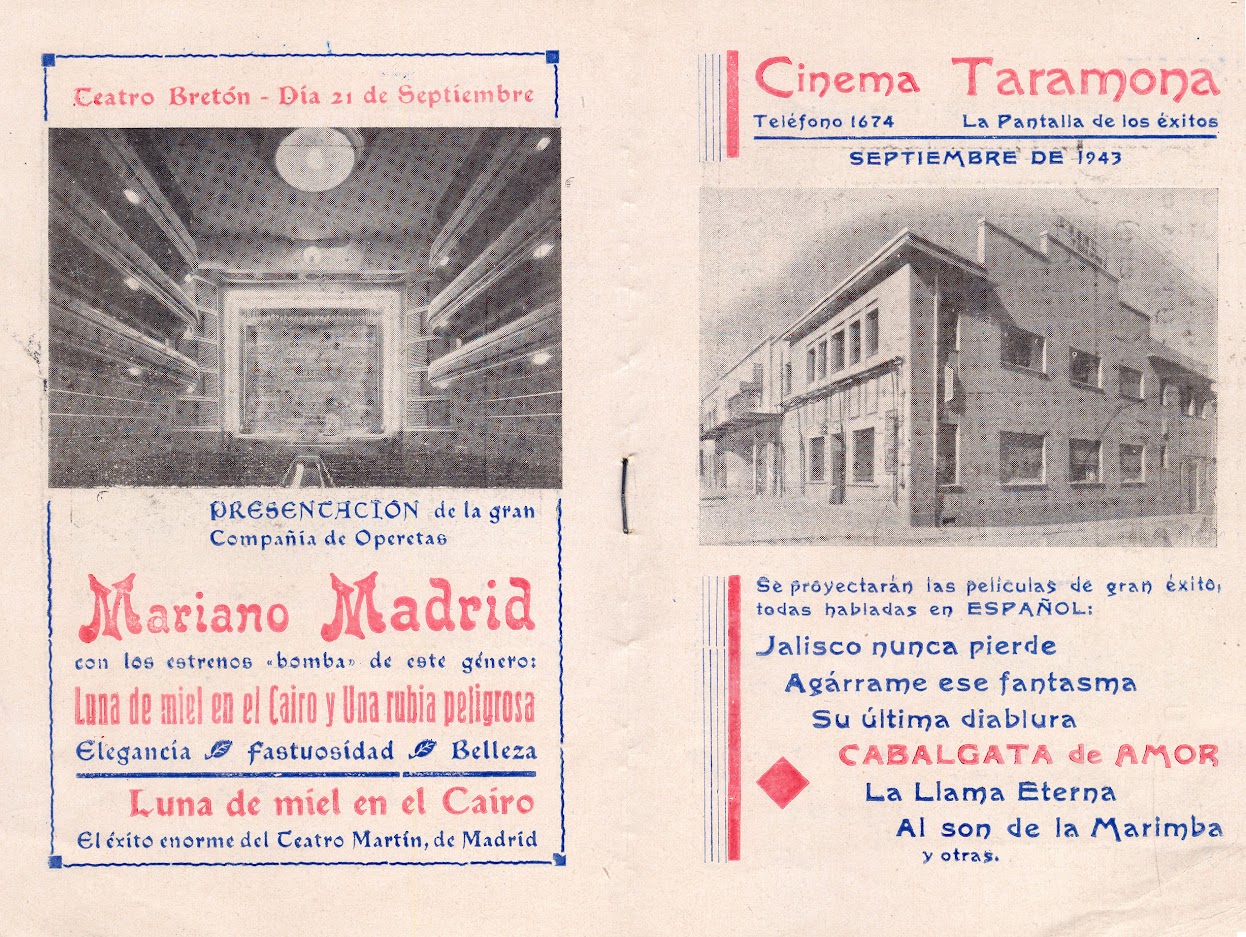 Teatro Bretón - Día 21 de Septiembre
PRESENTACIÓN de la gran
Compañía de Operetas
Mariano Madrid
con los estrenos «bomba» de este género:
Luna de miel en el Cairo y Una rubia peligrosa
Elegancia Fastuosidad Belleza
Luna de miel en el Cairo
El éxito enorme del Teatro Martín, de Madrid
Cinema Taramona
Teléfono 1674 La Pantalla de los éxitos
SEPTIEMBRE DE 1943
Se proyectarán las películas de gran éxito,
todas habladas en ESPAÑOL:
Jalisco nunca pierde
Agárrame ese fantasma
Su última diablura
CABALGATA de AMOR
La Llama Eterna
Al son de la Marimba
y otras.